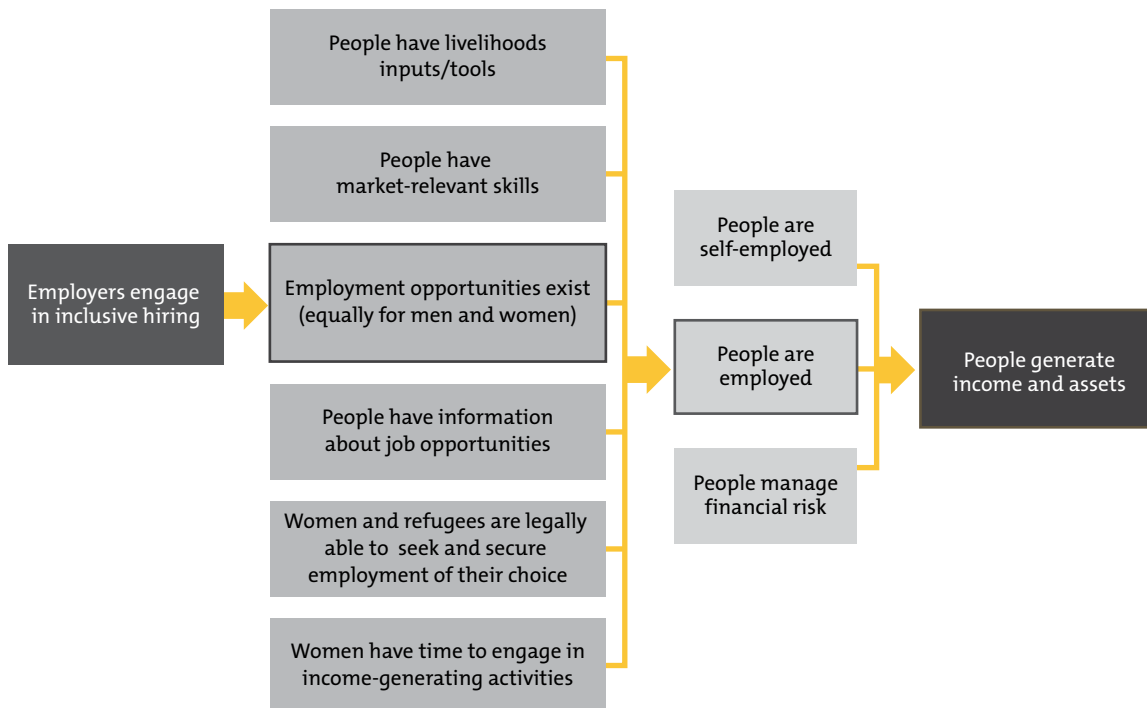 People have livelihoods
inputs/tools
People have
market-relevant skills
Employers engage
in inclusive hiring
Employment opportunities exist
(equally for men and women)
People have information
about job opportunities
Women and refugees are legally
able to seek and secure
employment of their choice
Women have time to engage in
income-generating activities
People are
self-employed
People are
employed
People manage
financial risk
People generate
income and assets